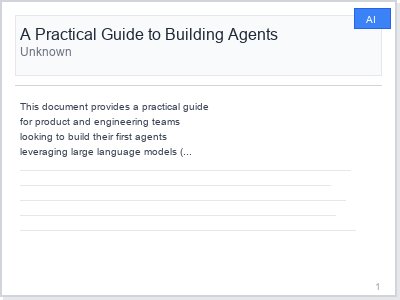 AI
A Practical Guide to Building Agents
Unknown
This document provides a practical guide
for product and engineering teams
looking to build their first agents
leveraging large language models (...
1